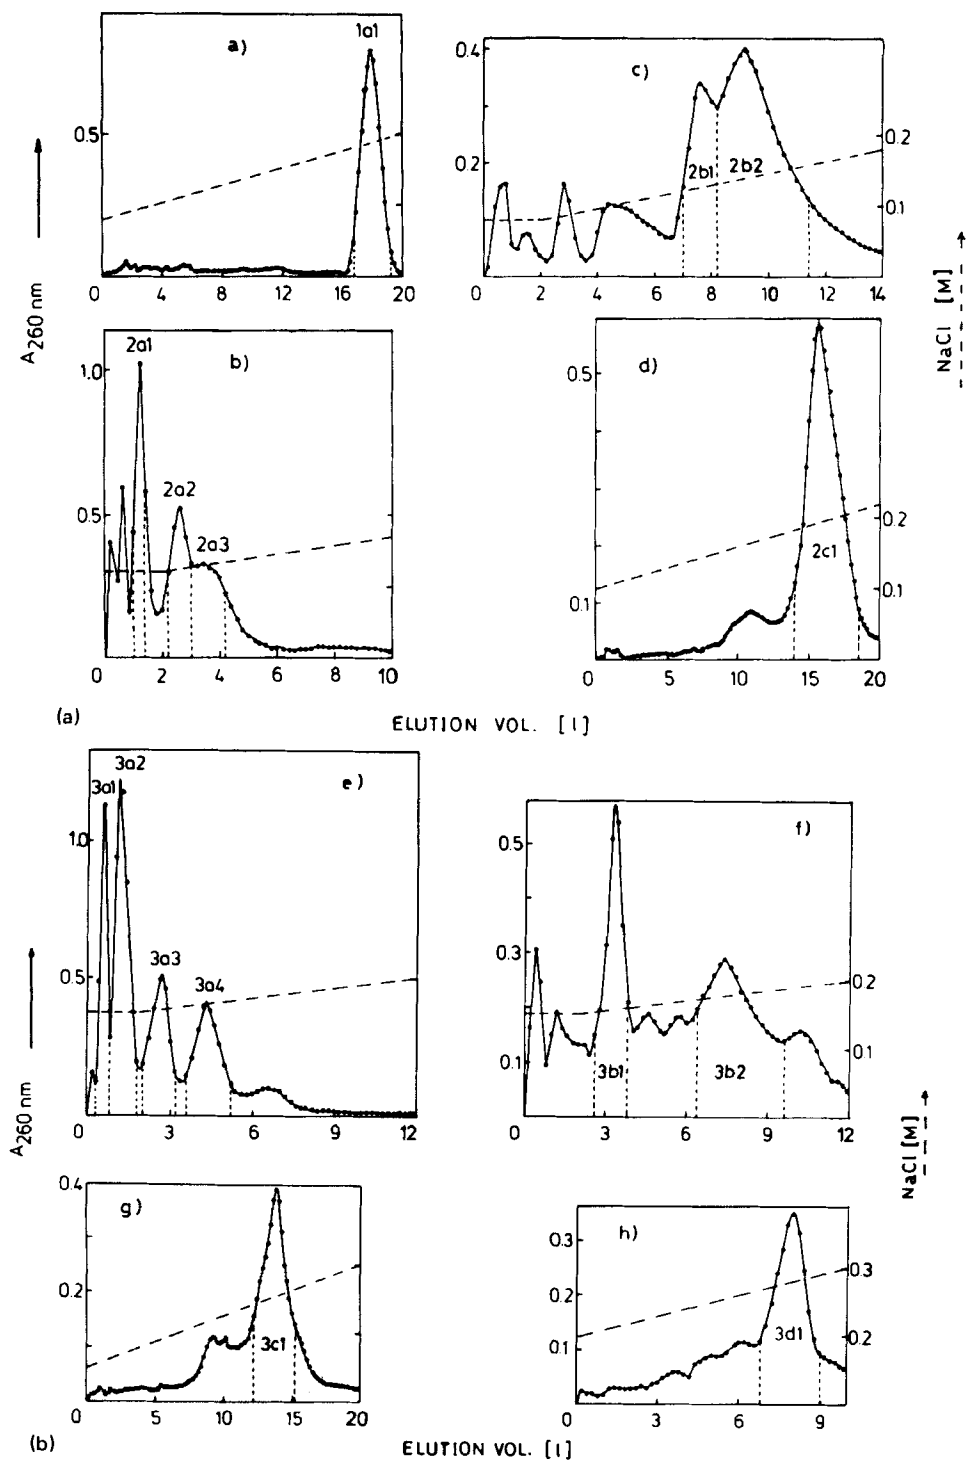 1a1
a)
0.5
0 4 8 12 16 20
c)
0.4
0.2
2b1 2b2
0.2
0.1
0 2 4 6 8 10 12 14
A260 nm
NaCl [M]
b)
2a1
1.0
2a2
0.5
2a3
0 2 4 6 8 10
d)
0.5
0.1
2c1
0.2
0.1
0 5 10 15 20
(a)
ELUTION VOL. [l]
e)
3a2
3a1
1.0
3a3
3a4
0.5
0 3 6 9 12
f)
0.5
0.3
0.1
3b1 3b2
0.2
0.1
0 3 6 9 12
A260 nm
NaCl [M]
g)
0.4
0.2
3c1
0 5 10 15 20
h)
0.3
0.2
0.1
3d1
0.3
0.2
0 3 6 9
(b)
ELUTION VOL. [l]